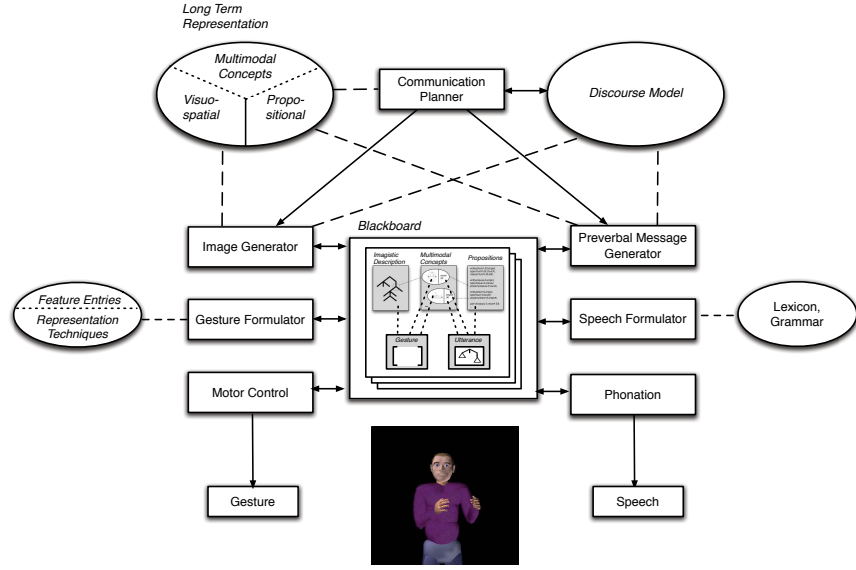 Long Term
Representation
Multimodal
Concepts
Visuo-
spatial
Propo-
sitional
Communication
Planner
Discourse Model
Image Generator
Blackboard
Preverbal Message
Generator
Imagistic
Description
Multimodal
Concepts
Propositions
Feature Entries
Representation
Techniques
Gesture Formulator
Speech Formulator
Lexicon,
Grammar
Gesture
Utterance
Motor Control
Phonation
Gesture
Speech